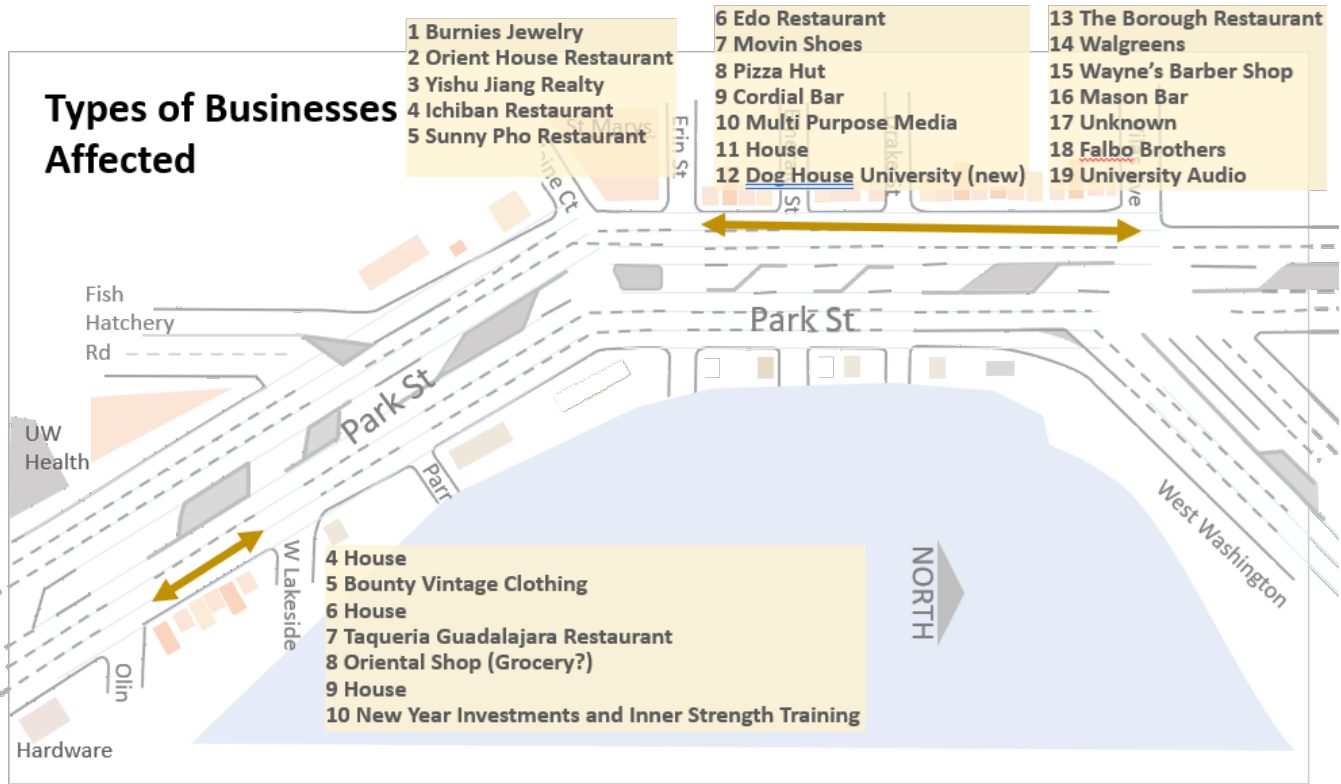 Types of Businesses
Affected
1 Burnies Jewelry
2 Orient House Restaurant
3 Yishu Jiang Realty
4 Ichiban Restaurant
5 Sunny Pho Restaurant
6 Edo Restaurant
7 Movin Shoes
8 Pizza Hut
9 Cordial Bar
10 Multi Purpose Media
11 House
12 Dog House University (new)
13 The Borough Restaurant
14 Walgreens
15 Wayne's Barber Shop
16 Mason Bar
17 Unknown
18 Falbo Brothers
19 University Audio
St Marys
Erin St
St
St
Ave
Ct
Fish
Hatchery
Rd
Park St
Park St
UW
Health
Parr
West Washington
W Lakeside
NORTH
4 House
5 Bounty Vintage Clothing
6 House
7 Taqueria Guadalajara Restaurant
8 Oriental Shop (Grocery?)
9 House
10 New Year Investments and Inner Strength Training
Olin
Hardware